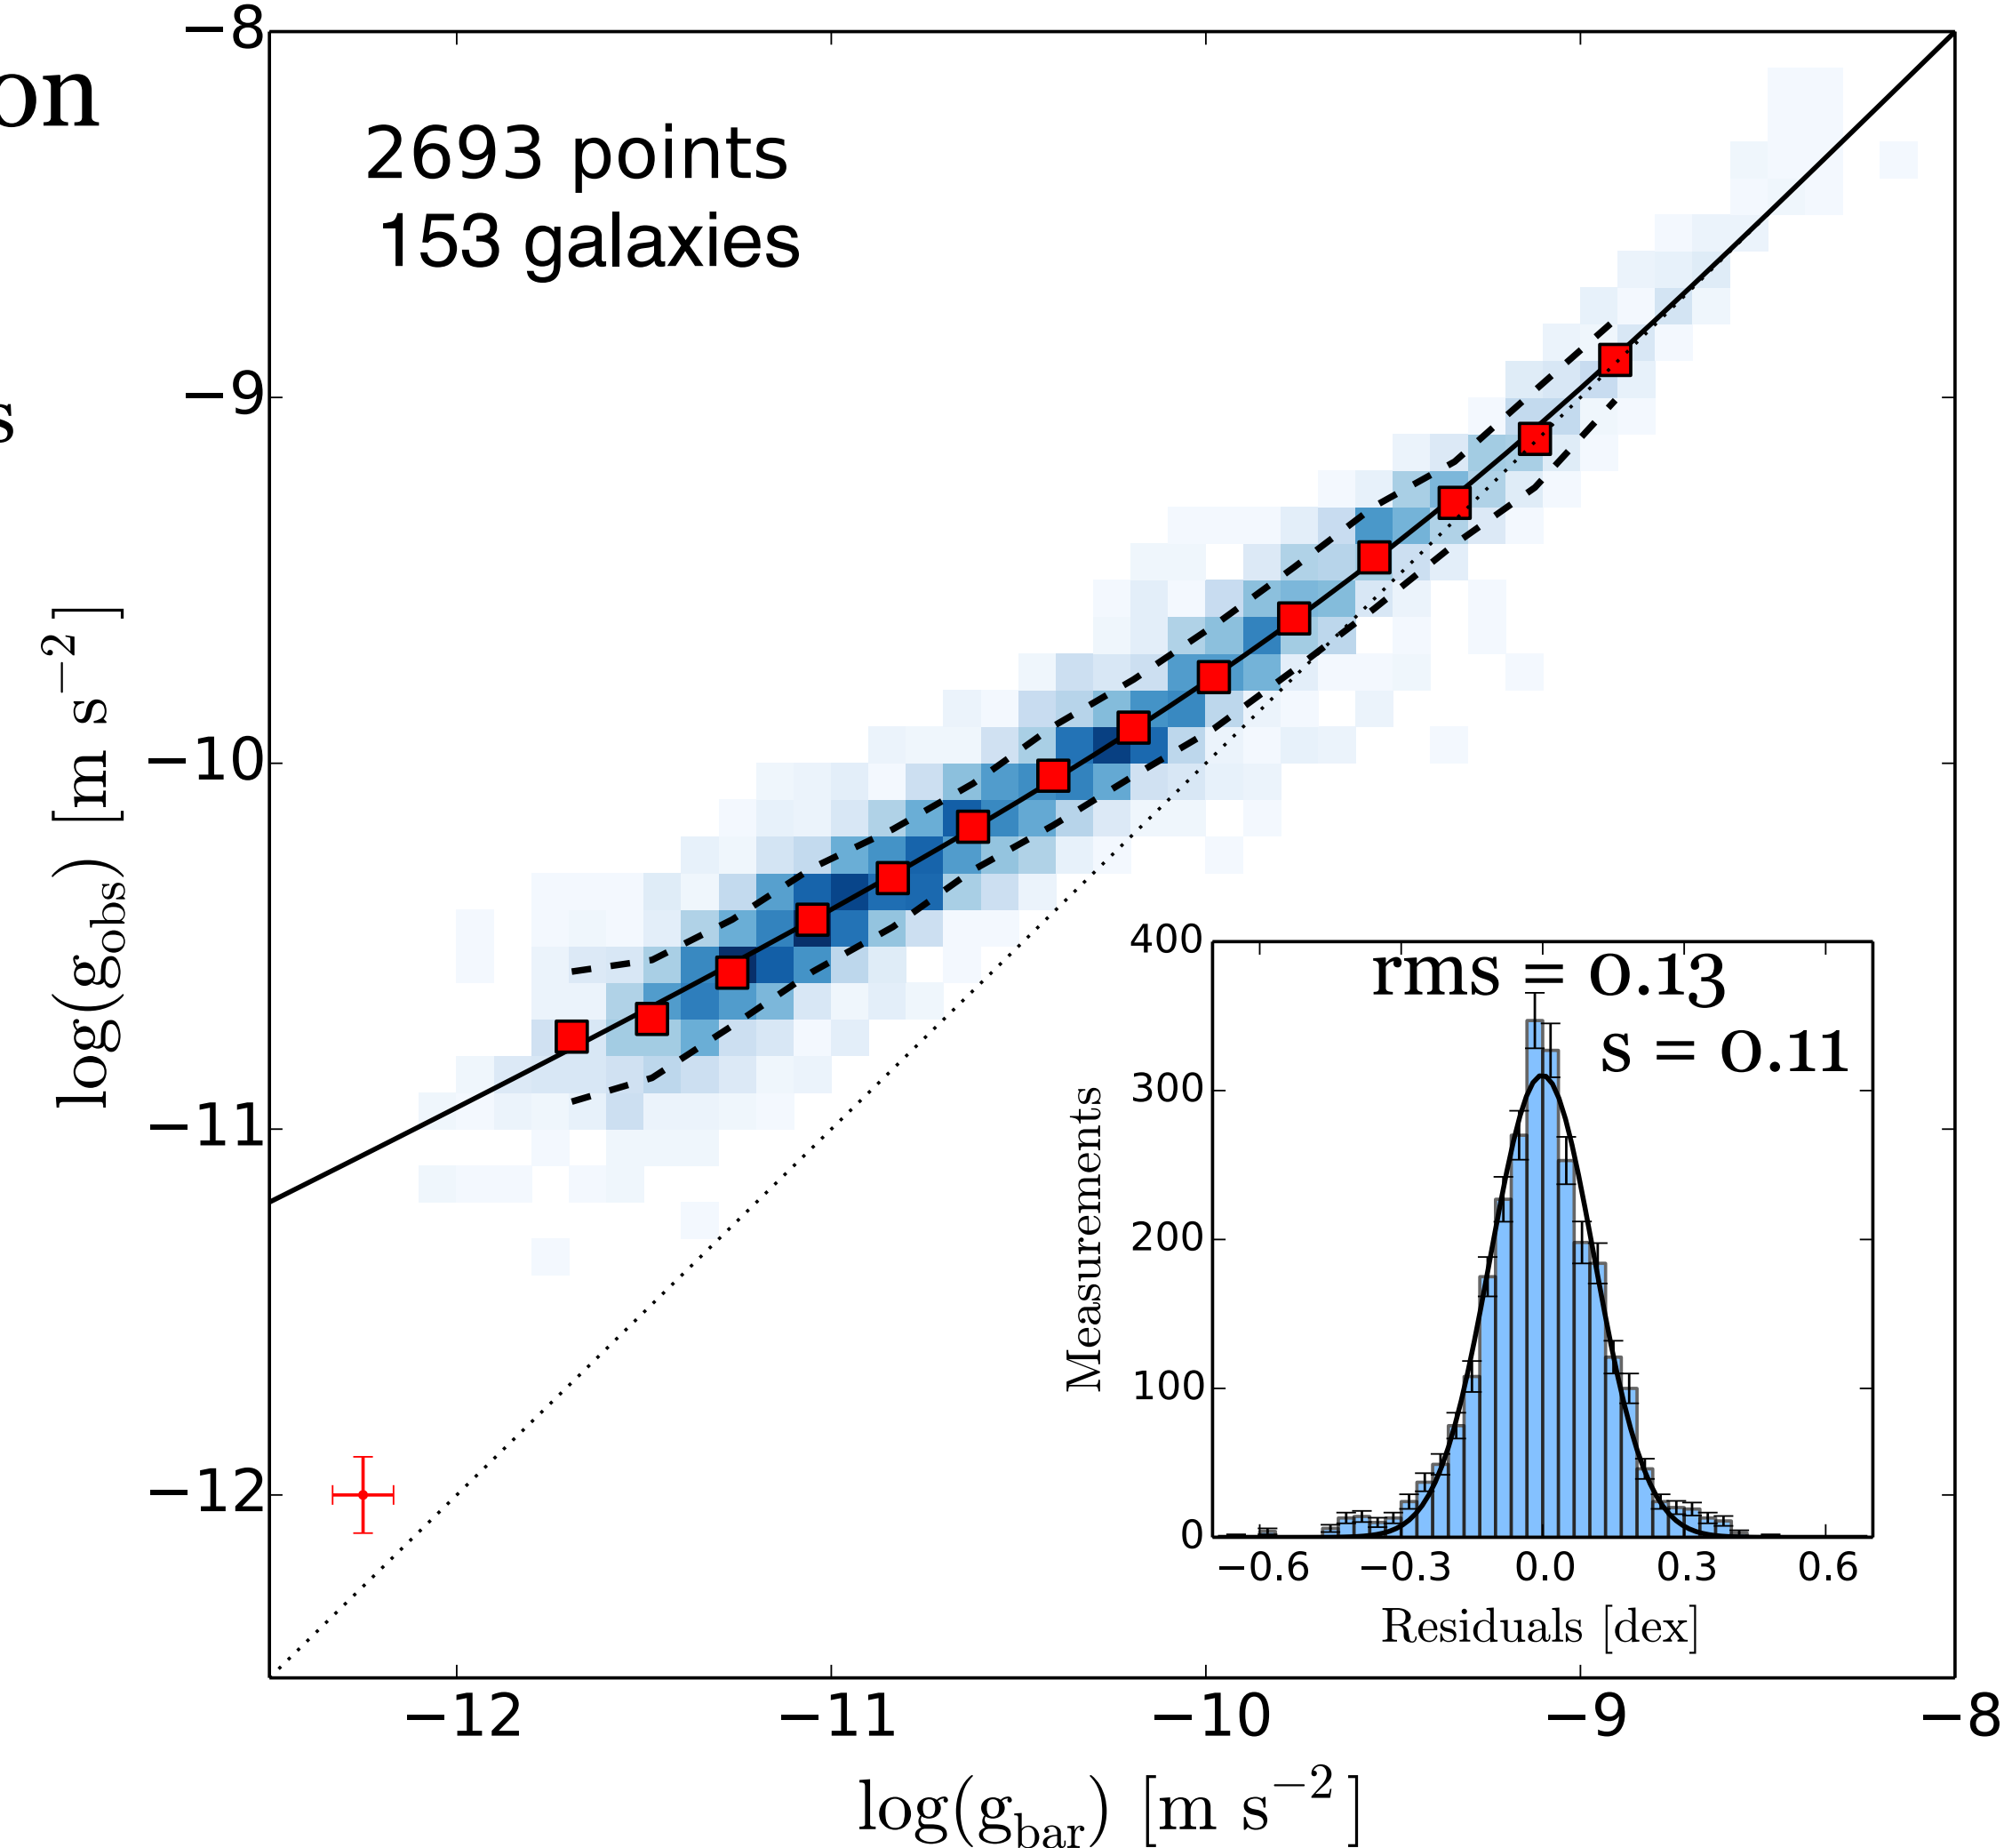 on
s
2693 points
153 galaxies
log(g_obs) [m s⁻²]
−8
−9
−10
−11
−12
−12 −11 −10 −9 −8
log(g_bar) [m s⁻²]
rms = 0.13
s = 0.11
Measurements
400
300
200
100
0
−0.6 −0.3 0.0 0.3 0.6
Residuals [dex]